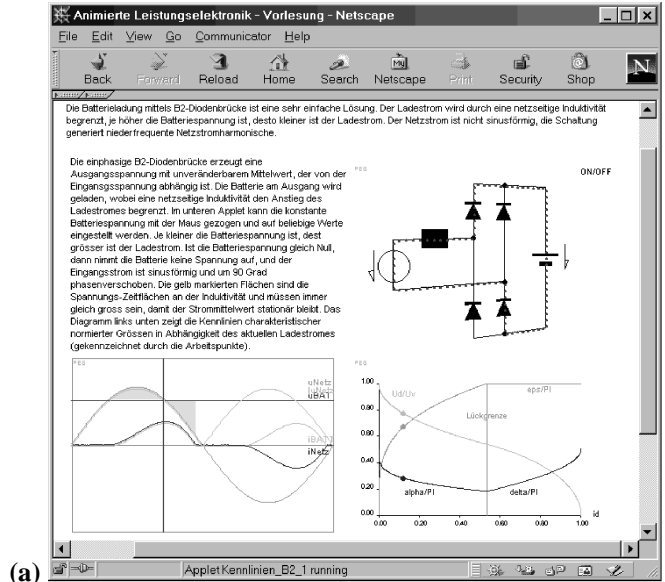 Animierte Leistungselektronik - Vorlesung - Netscape
File Edit View Go Communicator Help
Back Forward Reload Home Search Netscape Print Security Shop
N
Die Batterieladung mittels B2-Diodenbrücke ist eine sehr einfache Lösung. Der Ladestrom wird durch eine netzseitige Induktivität
begrenzt, je höher die Batteriespannung ist, desto kleiner ist der Ladestrom. Der Netzstrom ist nicht sinusförmig, die Schaltung
generiert niederfrequente Netzstromharmonische.
Die einphasige B2-Diodenbrücke erzeugt eine
Ausgangsspannung mit unveränderbarem Mittelwert, der von der
Eingangsspannung abhängig ist. Die Batterie am Ausgang wird
geladen, wobei eine netzseitige Induktivität den Anstieg des
Ladestromes begrenzt. Im unteren Applet kann die konstante
Batteriespannung mit der Maus gezogen und auf beliebige Werte
eingestellt werden. Je kleiner die Batteriespannung ist, dest
grösser ist der Ladestrom. Ist die Batteriespannung gleich Null,
dann nimmt die Batterie keine Spannung auf, und der
Eingangsstrom ist sinusförmig und um 90 Grad
phasenverschoben. Die gelb markierten Flächen sind die
Spannungs-Zeitflächen an der Induktivität und müssen immer
gleich gross sein, damit der Strommittelwert stationär bleibt. Das
Diagramm links unten zeigt die Kennlinien charakteristischer
normierter Grössen in Abhängigkeit des aktuellen Ladestromes
(gekennzeichnet durch die Arbeitspunkte).
PES
ON/OFF
PES
uNetz
uBAT
iBAT
iNetz
PES
1.00
0.80
0.60
0.40
0.20
0.00
Ud/Uv
eps/PI
Lückgrenze
alpha/PI
delta/PI
id
0.00 0.20 0.40 0.60 0.80 1.00
Applet Kennlinien_B2_1 running
(a)